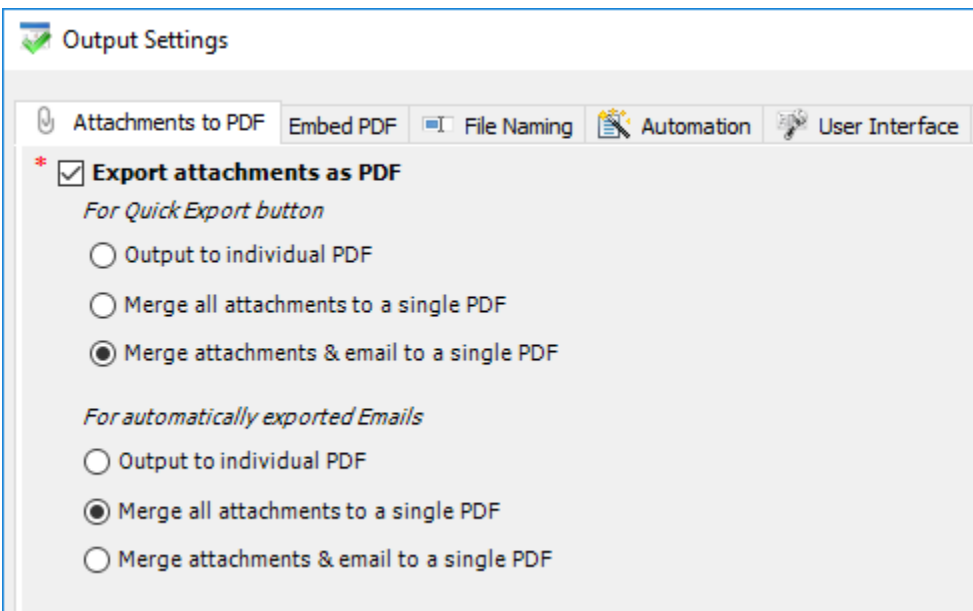 Output Settings
Attachments to PDF Embed PDF File Naming Automation User Interface
* Export attachments as PDF
For Quick Export button
Output to individual PDF
Merge all attachments to a single PDF
Merge attachments & email to a single PDF
For automatically exported Emails
Output to individual PDF
Merge all attachments to a single PDF
Merge attachments & email to a single PDF